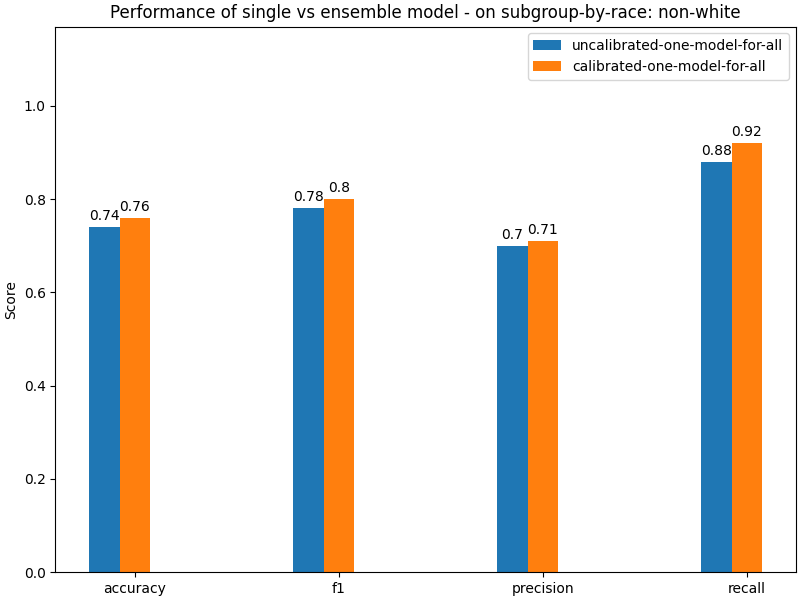 Performance of single vs ensemble model - on subgroup-by-race: non-white
uncalibrated-one-model-for-all
calibrated-one-model-for-all
Score
1.0
0.8
0.6
0.4
0.2
0.0
0.74
0.76
0.78
0.8
0.7
0.71
0.88
0.92
accuracy
f1
precision
recall